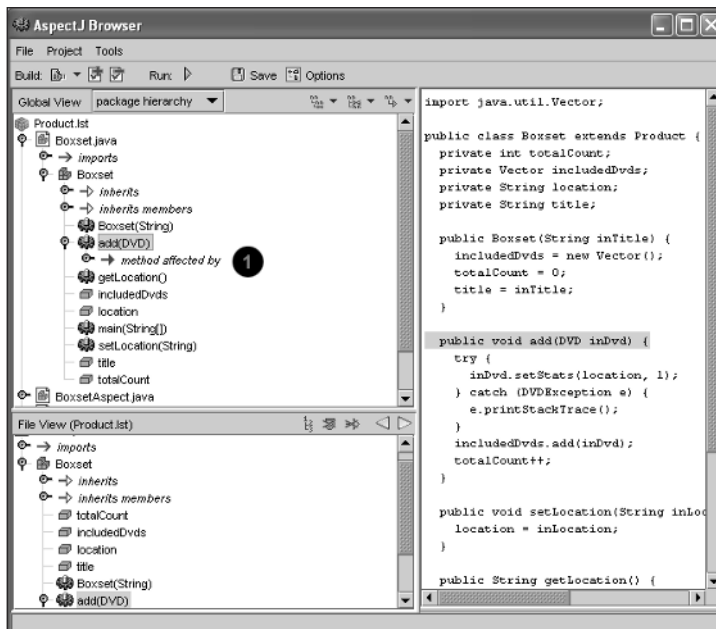 AspectJ Browser
File Project Tools
Build: Run: Save Options
Global View package hierarchy
Product.lst
Boxset.java
imports
Boxset
inherits
inherits members
Boxset(String)
add(DVD)
method affected by
1
getLocation()
includedDvds
location
main(String[])
setLocation(String)
title
totalCount
BoxsetAspect.java
File View (Product.lst)
imports
Boxset
inherits
inherits members
totalCount
includedDvds
location
title
Boxset(String)
add(DVD)
import java.util.Vector;
public class Boxset extends Product {
private int totalCount;
private Vector includedDvds;
private String location;
private String title;
public Boxset(String inTitle) {
includedDvds = new Vector();
totalCount = 0;
title = inTitle;
}
public void add(DVD inDvd) {
try {
inDvd.setStats(location, 1);
} catch (DVDException e) {
e.printStackTrace();
}
includedDvds.add(inDvd);
totalCount++;
}
public void setLocation(String inLoc
location = inLocation;
}
public String getLocation() {